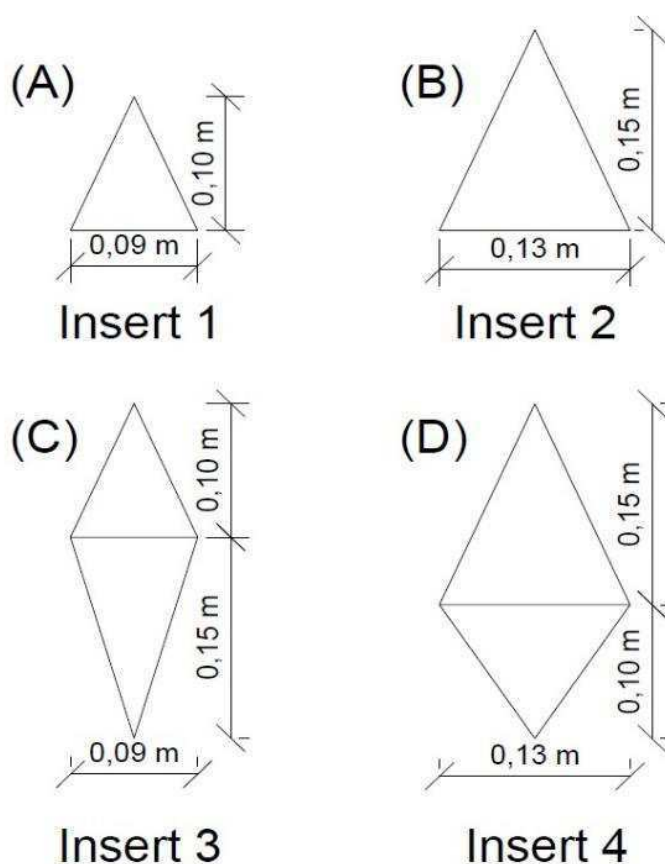 (A)
0,10 m
0,09 m
Insert 1
(B)
0,15 m
0,13 m
Insert 2
(C)
0,10 m
0,15 m
0,09 m
Insert 3
(D)
0,15 m
0,10 m
0,13 m
Insert 4